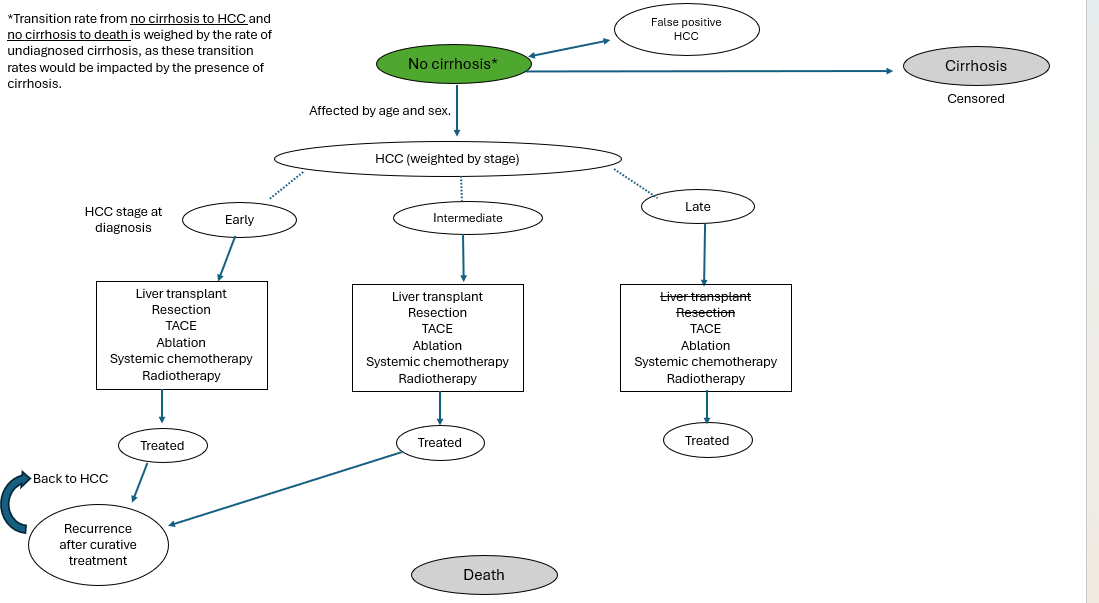 *Transition rate from no cirrhosis to HCC and
no cirrhosis to death is weighed by the rate of
undiagnosed cirrhosis, as these transition
rates would be impacted by the presence of
cirrhosis.
False positive
HCC
No cirrhosis*
Cirrhosis
Censored
Affected by age and sex.
HCC (weighted by stage)
HCC stage at
diagnosis
Early
Intermediate
Late
Liver transplant
Resection
TACE
Ablation
Systemic chemotherapy
Radiotherapy
Liver transplant
Resection
TACE
Ablation
Systemic chemotherapy
Radiotherapy
Liver transplant
Resection
TACE
Ablation
Systemic chemotherapy
Radiotherapy
Treated
Treated
Treated
Back to HCC
Recurrence
after curative
treatment
Death